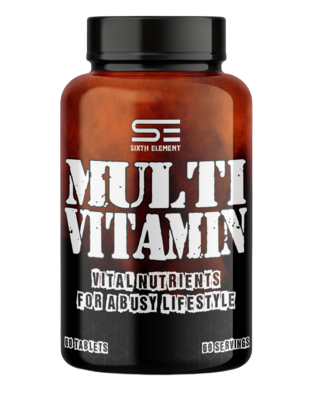 SE
SIXTH ELEMENT
MULTI
VITAMIN
VITAL NUTRIENTS
FOR A BUSY LIFESTYLE
60 TABLETS
60 SERVINGS